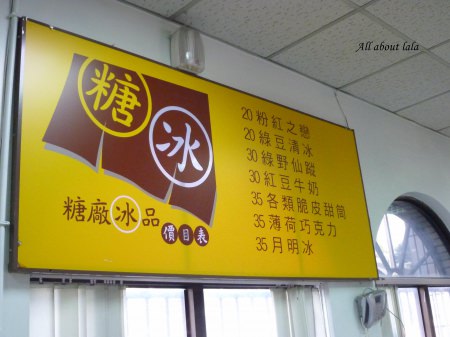 All about lala
糖
冰
糖廠冰品
價目表
20粉紅之戀
20綠豆清冰
30綠野仙蹤
30紅豆牛奶
35各類脆皮甜筒
35薄荷巧克力
35月明冰